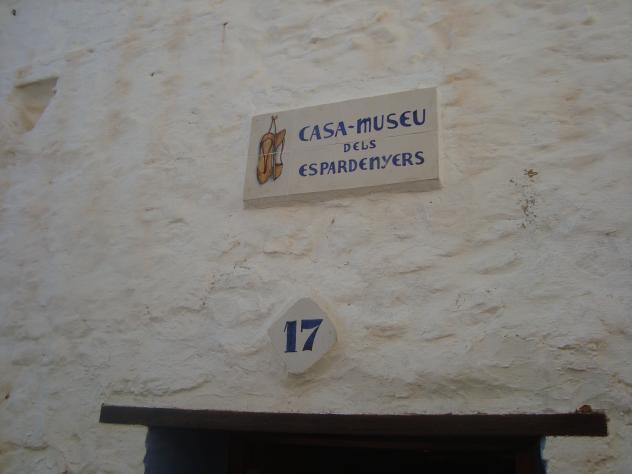 CASA-MUSEU
DELS
ESPARDENYERS
17